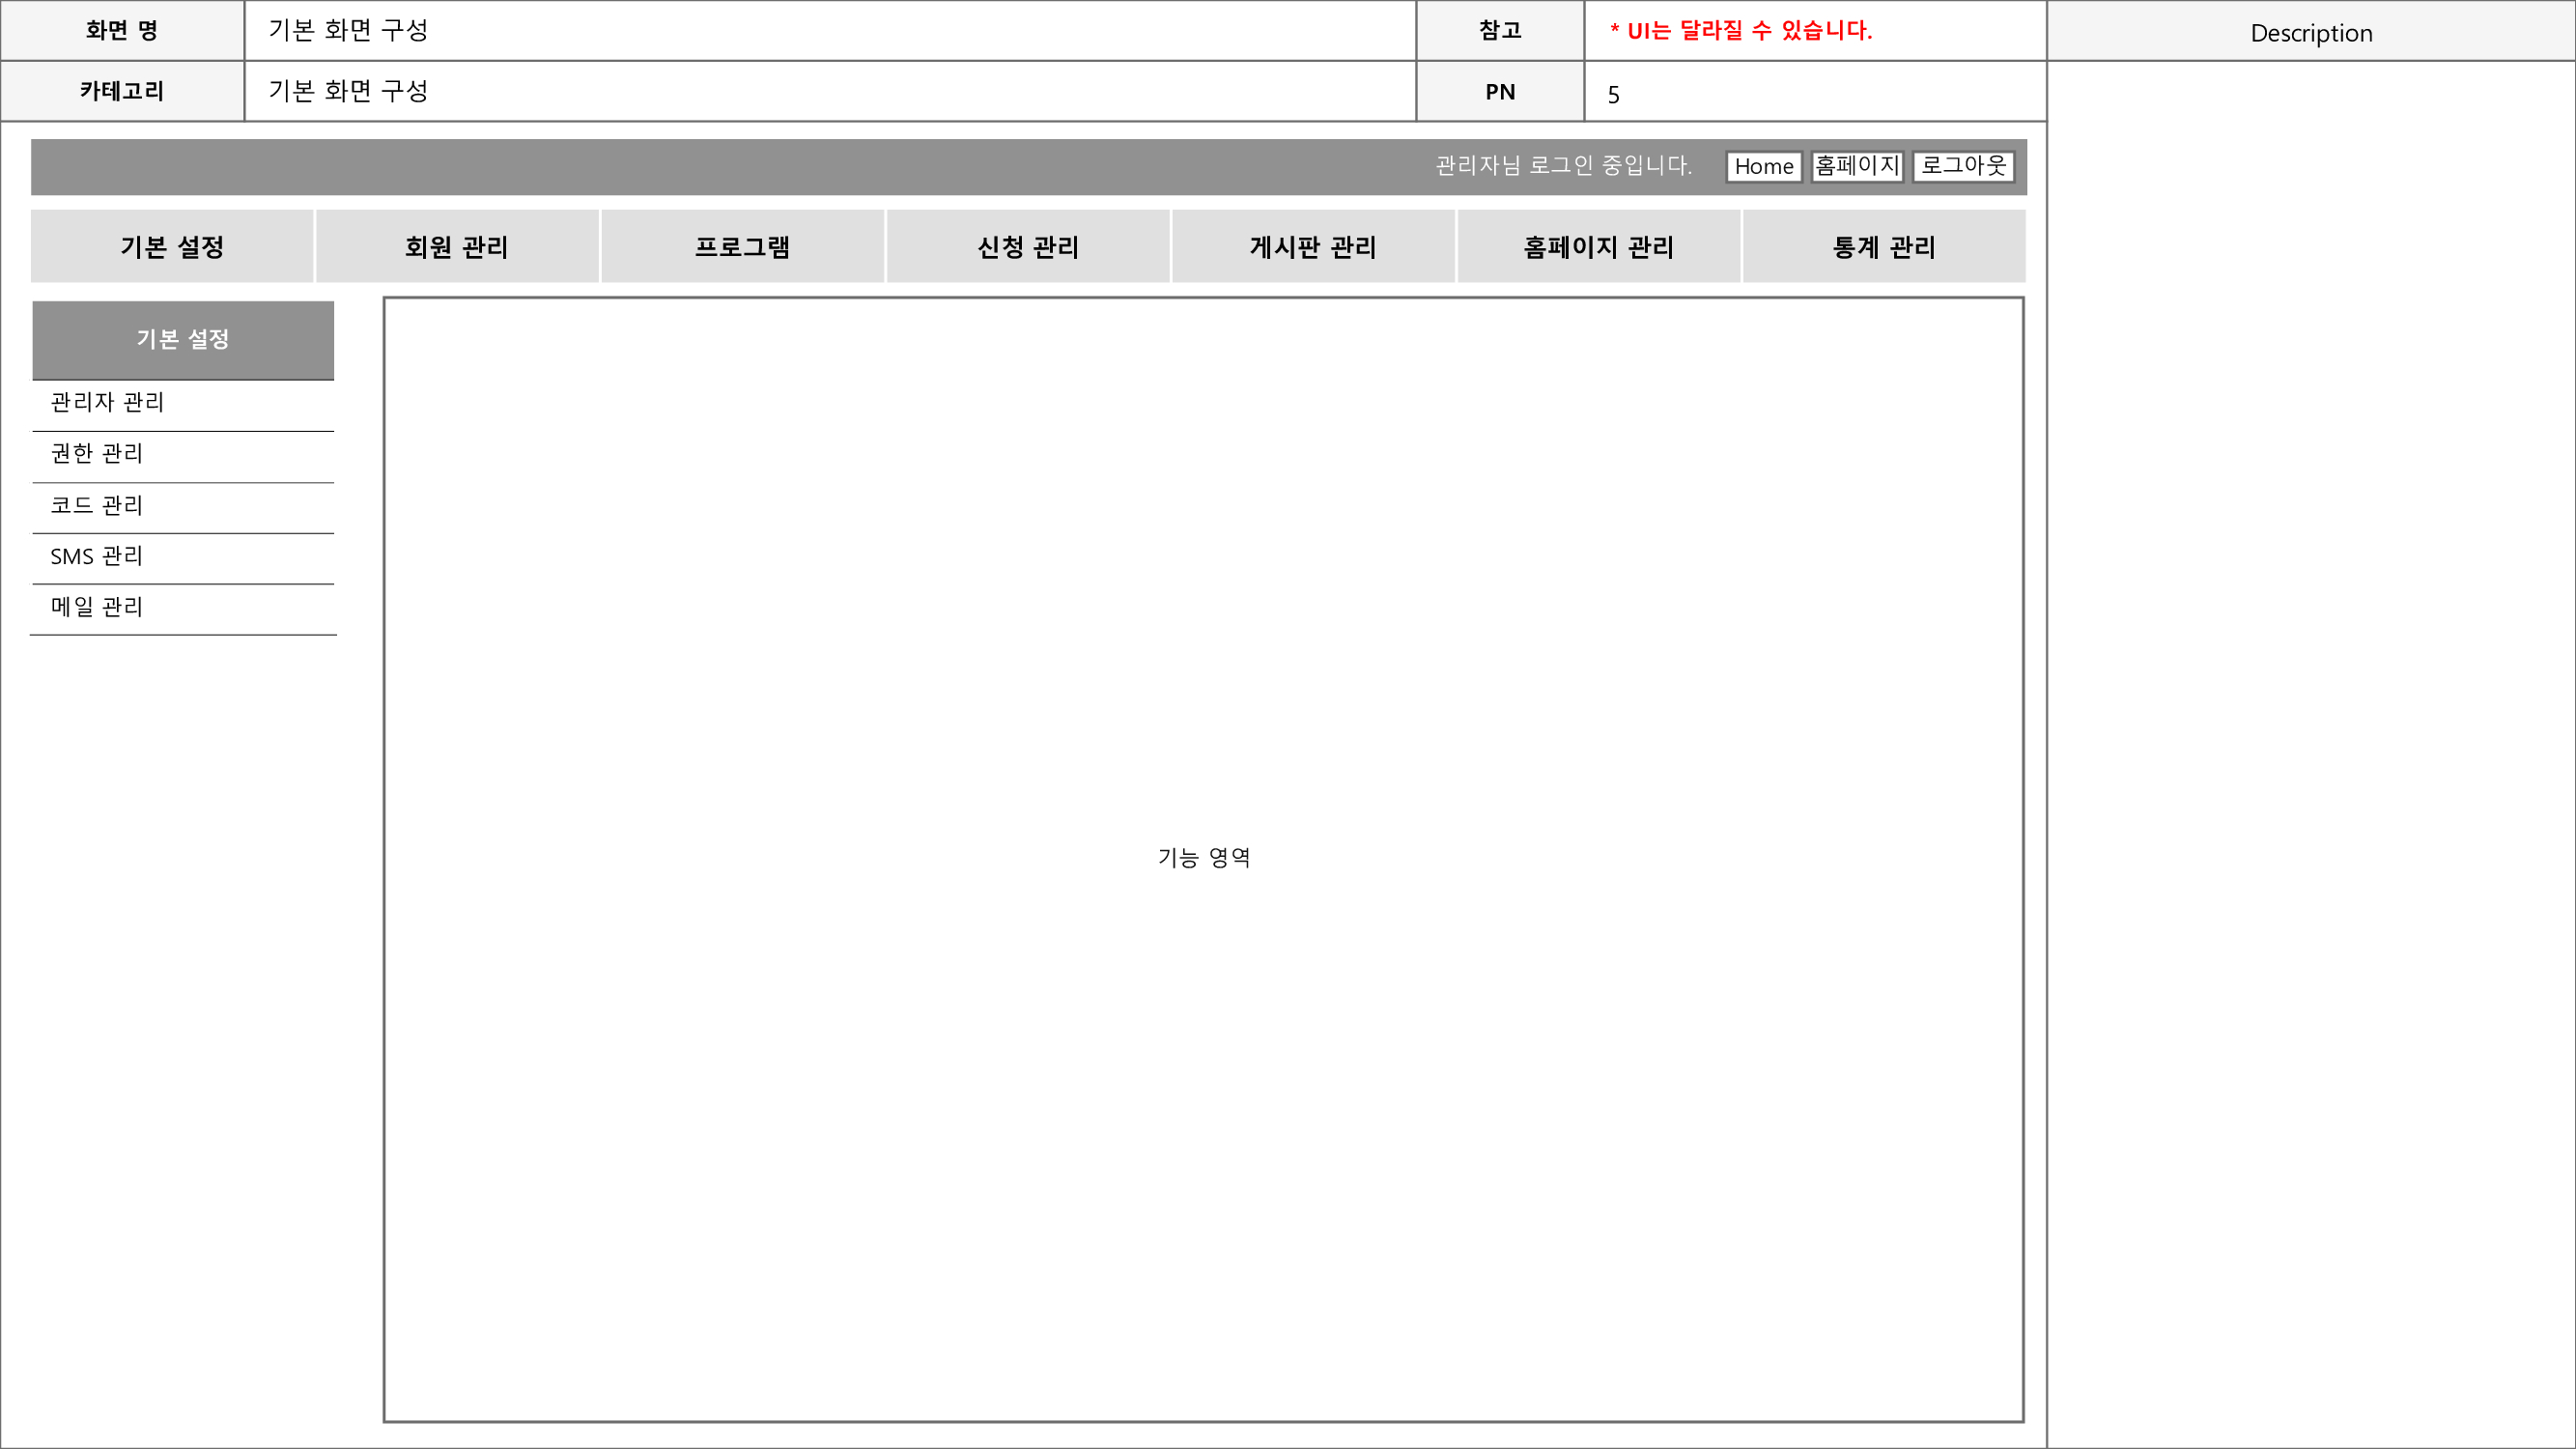 화면 명
기본 화면 구성
참고
* UI는 달라질 수 있습니다.
Description
카테고리
기본 화면 구성
PN
5
관리자님 로그인 중입니다.
Home
홈페이지
로그아웃
기본 설정
회원 관리
프로그램
신청 관리
게시판 관리
홈페이지 관리
통계 관리
기본 설정
관리자 관리
권한 관리
코드 관리
SMS 관리
메일 관리
기능 영역